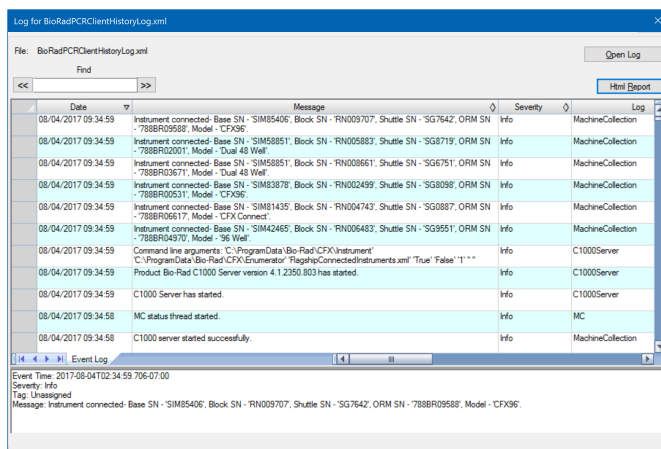 Log for BioRadPCRClientHistoryLog.xml
File: BioRadPCRClientHistoryLog.xml
Open Log
Find
<< >>
Html Report
Date Message Severity Log
08/04/2017 09:34:59 Instrument connected- Base SN - 'SIM85406', Block SN - 'RN009707', Shuttle SN - 'SG7642', ORM SN Info MachineCollection
- '788BR09588', Model - 'CFX96'.
08/04/2017 09:34:59 Instrument connected- Base SN - 'SIM58851', Block SN - 'RN005883', Shuttle SN - 'SG8719', ORM SN Info MachineCollection
- '788BR02001', Model - 'Dual 48 Well'.
08/04/2017 09:34:59 Instrument connected- Base SN - 'SIM58851', Block SN - 'RN008661', Shuttle SN - 'SG6751', ORM SN Info MachineCollection
- '788BR03671', Model - 'Dual 48 Well'.
08/04/2017 09:34:59 Instrument connected- Base SN - 'SIM83878', Block SN - 'RN002499', Shuttle SN - 'SG8098', ORM SN Info MachineCollection
- '788BR00531', Model - 'CFX96'.
08/04/2017 09:34:59 Instrument connected- Base SN - 'SIM81435', Block SN - 'RN004743', Shuttle SN - 'SG0887', ORM SN Info MachineCollection
- '788BR06617', Model - 'CFX Connect'.
08/04/2017 09:34:59 Instrument connected- Base SN - 'SIM42465', Block SN - 'RN006483', Shuttle SN - 'SG9551', ORM SN Info MachineCollection
- '788BR04970', Model - '96 Well'.
08/04/2017 09:34:59 Command line arguments: 'C:\ProgramData\Bio-Rad\CFX\Instrument' Info C1000Server
'C:\ProgramData\Bio-Rad\CFX\Enumerator' 'FlagshipConnectedInstruments.xml' 'True' 'False' '1' '' ''
08/04/2017 09:34:59 Product Bio-Rad C1000 Server version 4.1.2350.803 has started. Info C1000Server
08/04/2017 09:34:59 C1000 Server has started. Info C1000Server
08/04/2017 09:34:58 MC status thread started. Info MC
08/04/2017 09:34:58 C1000 server started successfully. Info MachineCollection
Event Log
Event Time: 2017-08-04T02:34:59.706-07:00
Severity: Info
Tag: Unassigned
Message: Instrument connected- Base SN - 'SIM85406', Block SN - 'RN009707', Shuttle SN - 'SG7642', ORM SN - '788BR09588', Model - 'CFX96'.